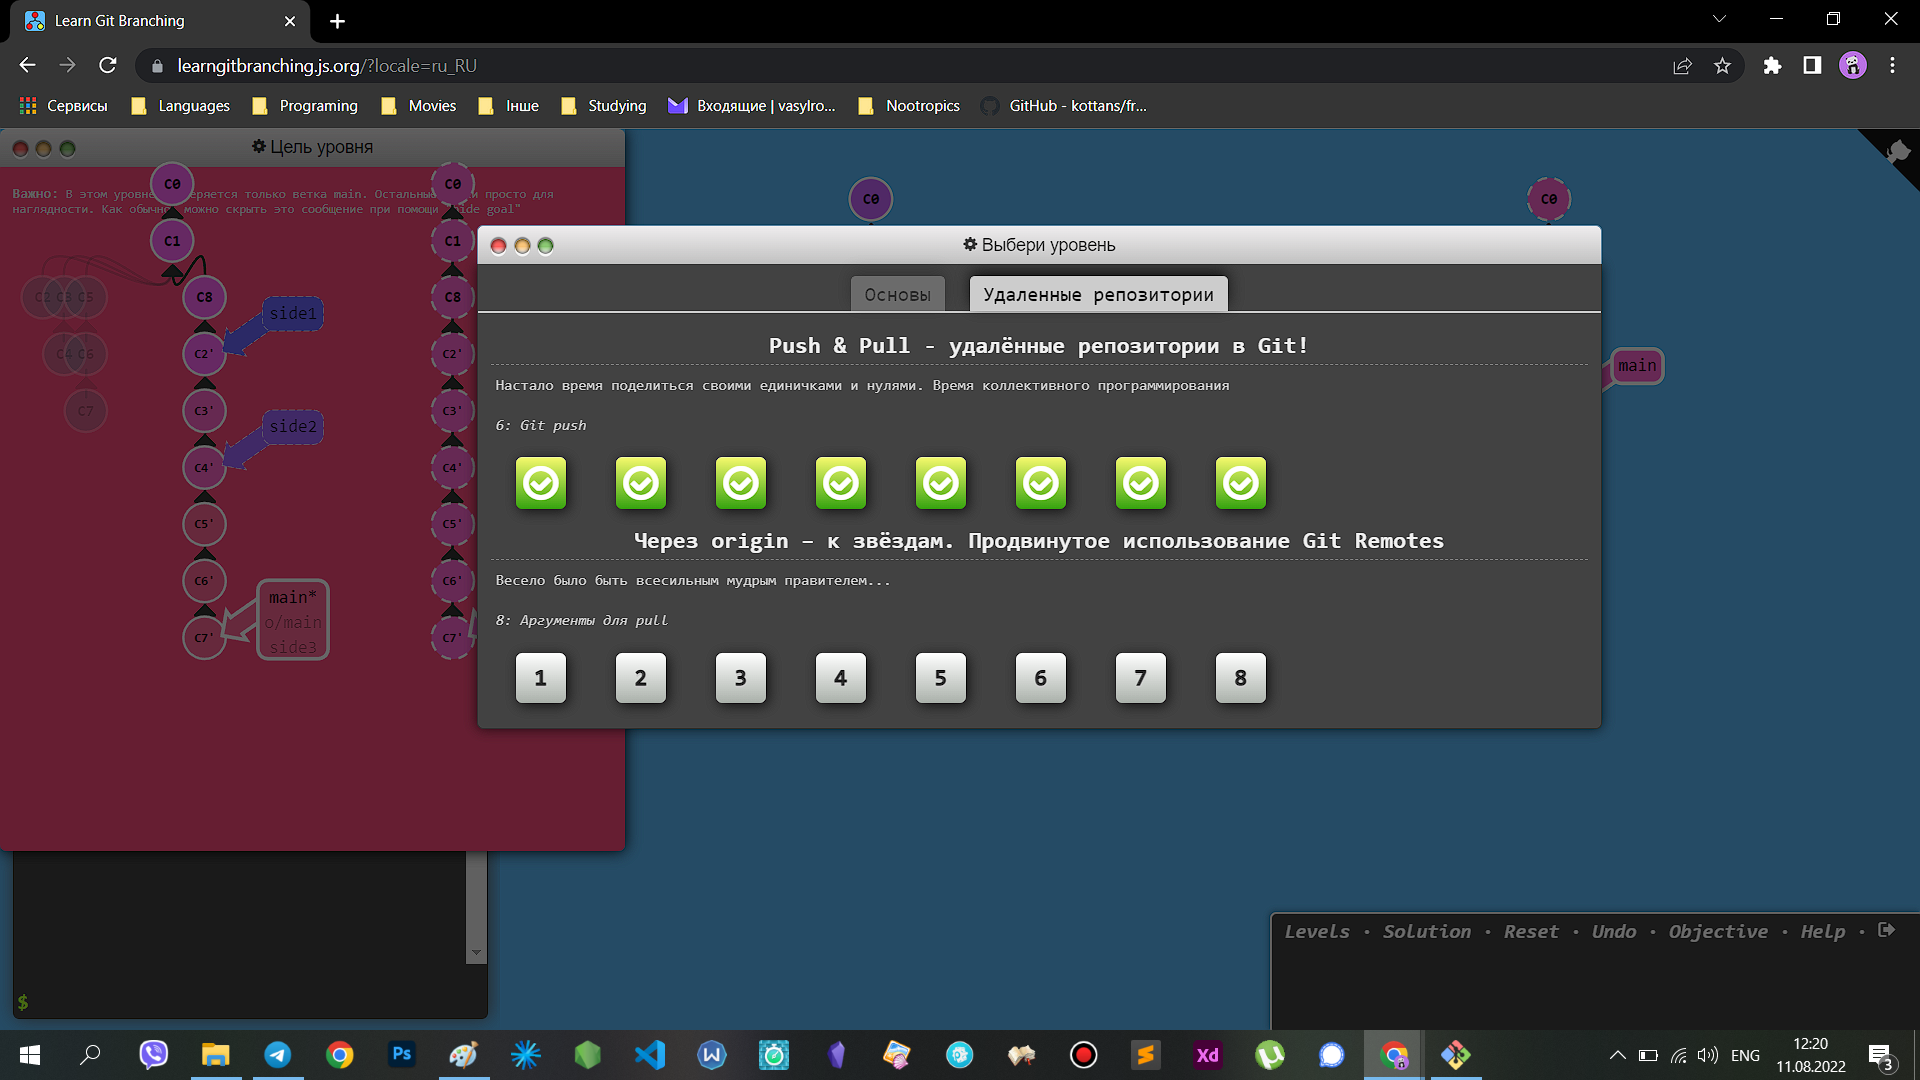 Learn Git Branching
learngitbranching.js.org/?locale=ru_RU
Сервисы
Languages
Programing
Movies
Інше
Studying
Входящие | vasylro...
Nootropics
GitHub - kottans/fr...
Цель уровня
Важно: В этом уровне проверяется только ветка main. Остальные просто для
наглядности. Как обычно, можно скрыть это сообщение при помощи goal"
C0
C1
C2 C3 C5
C8
side1
C4 C6
C2'
C7
C3'
side2
C4'
C5'
C6'
main*
o/main
side3
C7'
C0
C1
C8
C2'
C3'
C4'
C5'
C6'
C7'
C0
C0
main
Выбери уровень
Основы
Удаленные репозитории
Push & Pull - удалённые репозитории в Git!
Настало время поделиться своими единичками и нулями. Время коллективного программирования
6: Git push
Через origin – к звёздам. Продвинутое использование Git Remotes
Весело было быть всесильным мудрым правителем...
8: Аргументы для pull
1 2 3 4 5 6 7 8
Levels · Solution · Reset · Undo · Objective · Help ·
$
Ps
W
Xd
ENG
12:20
11.08.2022
3